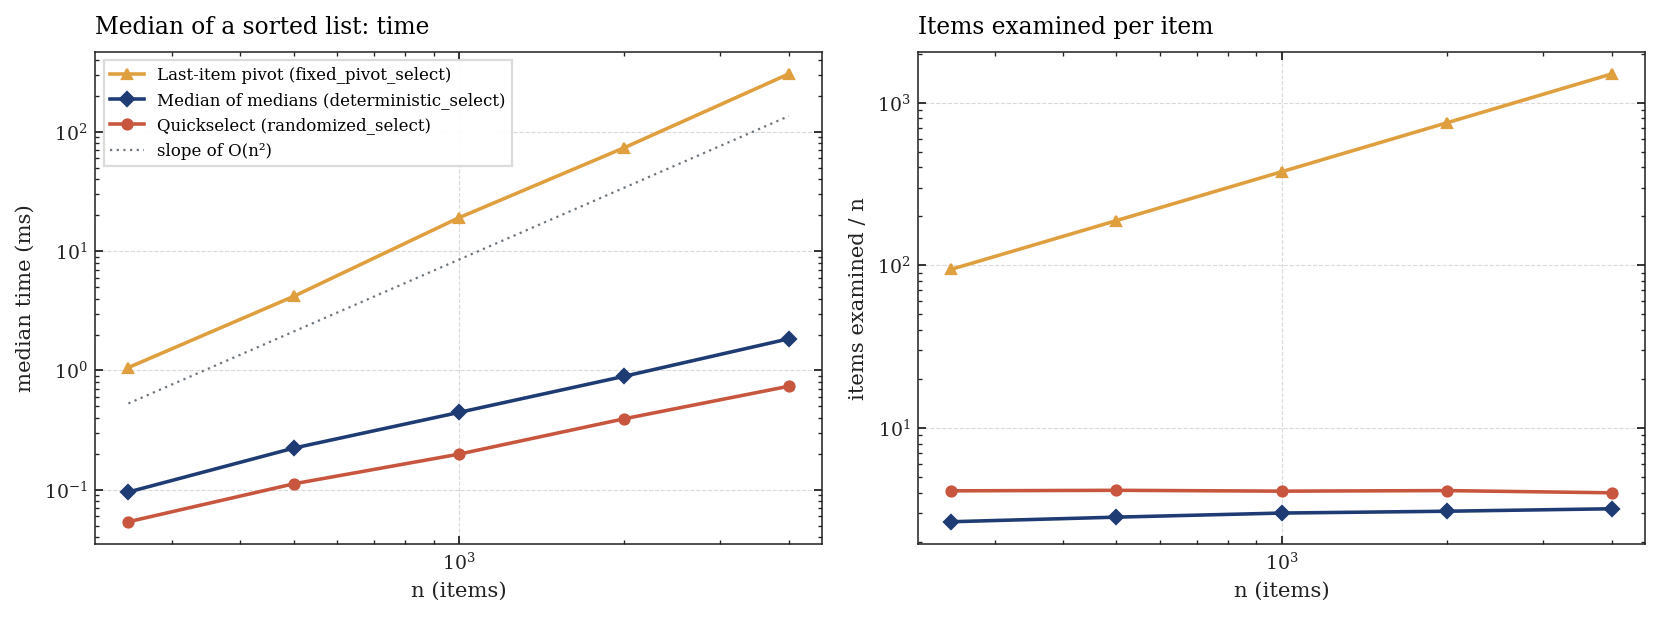 Median of a sorted list: time
Last-item pivot (fixed_pivot_select)
Median of medians (deterministic_select)
Quickselect (randomized_select)
slope of O(n²)
median time (ms)
10²
10¹
10⁰
10⁻¹
10³
n (items)
Items examined per item
items examined / n
10³
10²
10¹
10³
n (items)